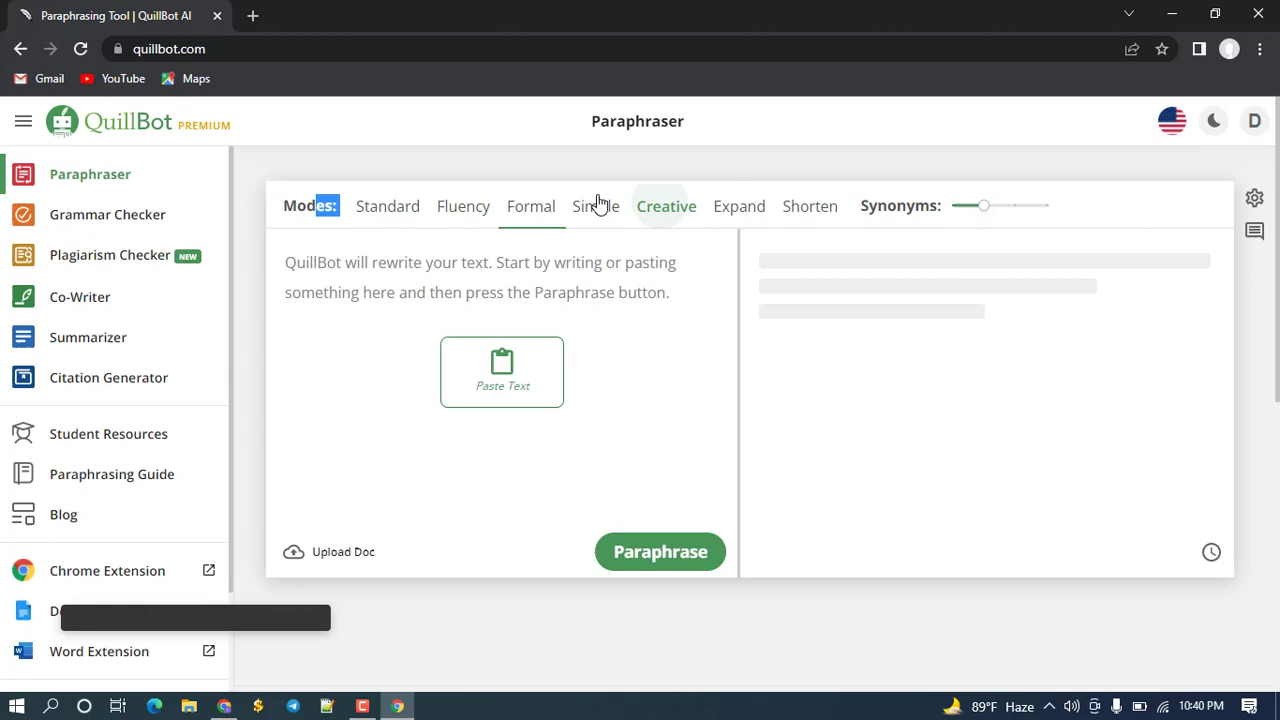 Paraphrasing Tool | QuillBot AI
quillbot.com
Gmail YouTube Maps
QuillBot PREMIUM
Paraphraser
D
Paraphraser
Grammar Checker
Plagiarism Checker NEW
Co-Writer
Summarizer
Citation Generator
Student Resources
Paraphrasing Guide
Blog
Chrome Extension
Word Extension
Modes: Standard Fluency Formal Creative Expand Shorten Synonyms:
QuillBot will rewrite your text. Start by writing or pasting
something here and then press the Paraphrase button.
Paste Text
Upload Doc
Paraphrase
89°F Haze 10:40 PM